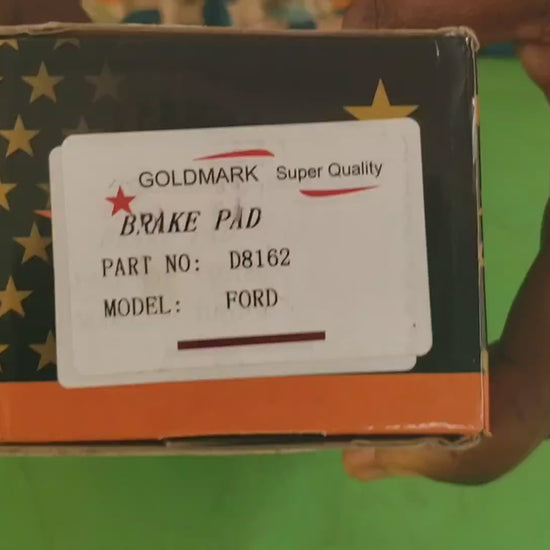 GOLDMARK Super Quality
BRAKE PAD
PART NO: D8162
MODEL: FORD